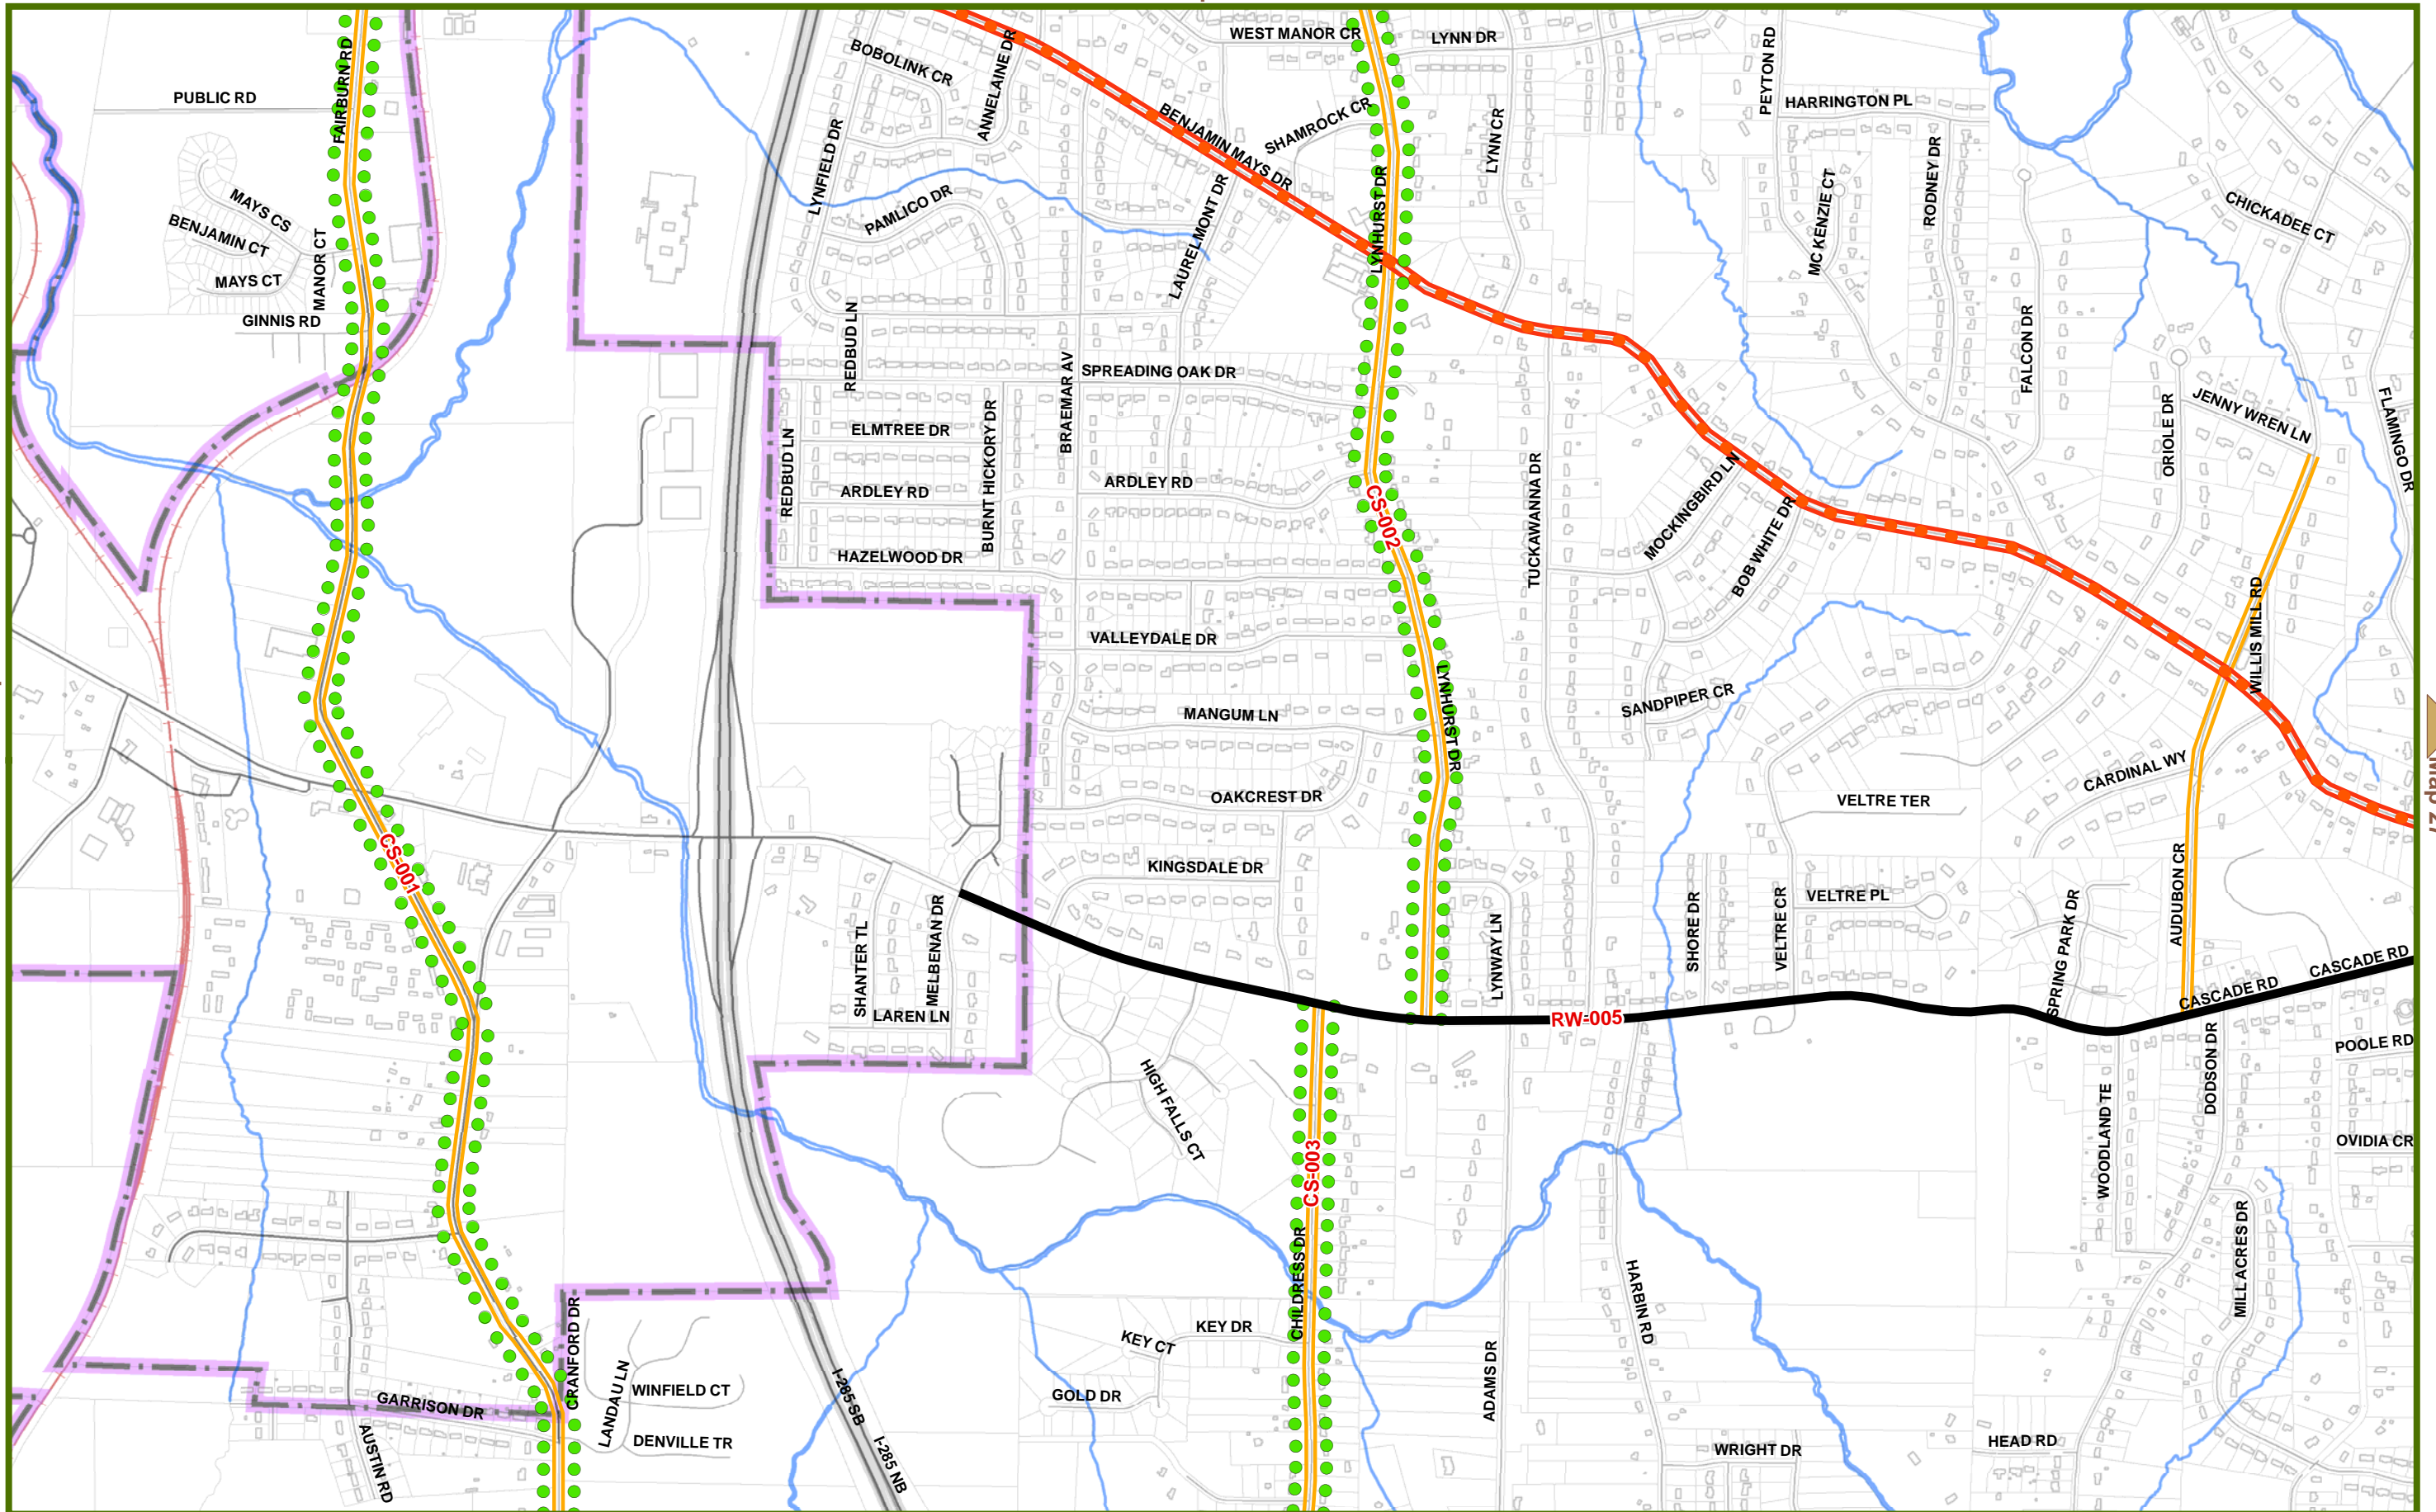 WEST MANOR CR
LYNN DR
PEYTON RD
BOBOLINK CR
ANNELAINE DR
FAIRBURN RD
PUBLIC RD
HARRINGTON PL
BENJAMIN MAYS DR
SHAMROCK CR
LYNN CR
LYNFIELD DR
RODNEY DR
MAYS CS
BENJAMIN CT
MANOR CT
MAYS CT
GINNIS RD
PAMLICO DR
LAURELMONT DR
LYNHURST DR
MCKENZIE CT
CHICKADEE CT
REDBUD LN
BRAEMAR AV
SPREADING OAK DR
FALCON DR
ORIOLE DR
JENNY WREN LN
FLAMINGO DR
ELMTREE DR
REDBUD LN
BURNT HICKORY DR
ARDLEY RD
ARDLEY RD
CS-002
TUCKAWANNA DR
MOCKINGBIRD LN
BOB WHITE DR
HAZELWOOD DR
VALLEYDALE DR
WILLIS MILL RD
LYNHURST DR
SANDPIPER CR
MANGUM LN
CARDINAL WY
OAKCREST DR
VELTRE TER
Map 27
CS-001
KINGSDALE DR
SHORE DR
VELTRE CR
VELTRE PL
AUDUBON CR
SPRING PARK DR
SHANTER TL
MELBENAN DR
LYNWAY LN
CASCADE RD
CASCADE RD
LAREN LN
RW-005
POOLE RD
DODSON DR
WOODLAND TE
HIGH FALLS CT
CS-003
OVIDIA CR
CHILDRESS DR
HARBIN RD
MILL ACRES DR
CRANFORD DR
KEY DR
KEY CT
ADAMS DR
LANDAU LN
WINFIELD CT
GOLD DR
I-285 SB
GARRISON DR
AUSTIN RD
DENVILLE TR
I-285 NB
WRIGHT DR
HEAD RD